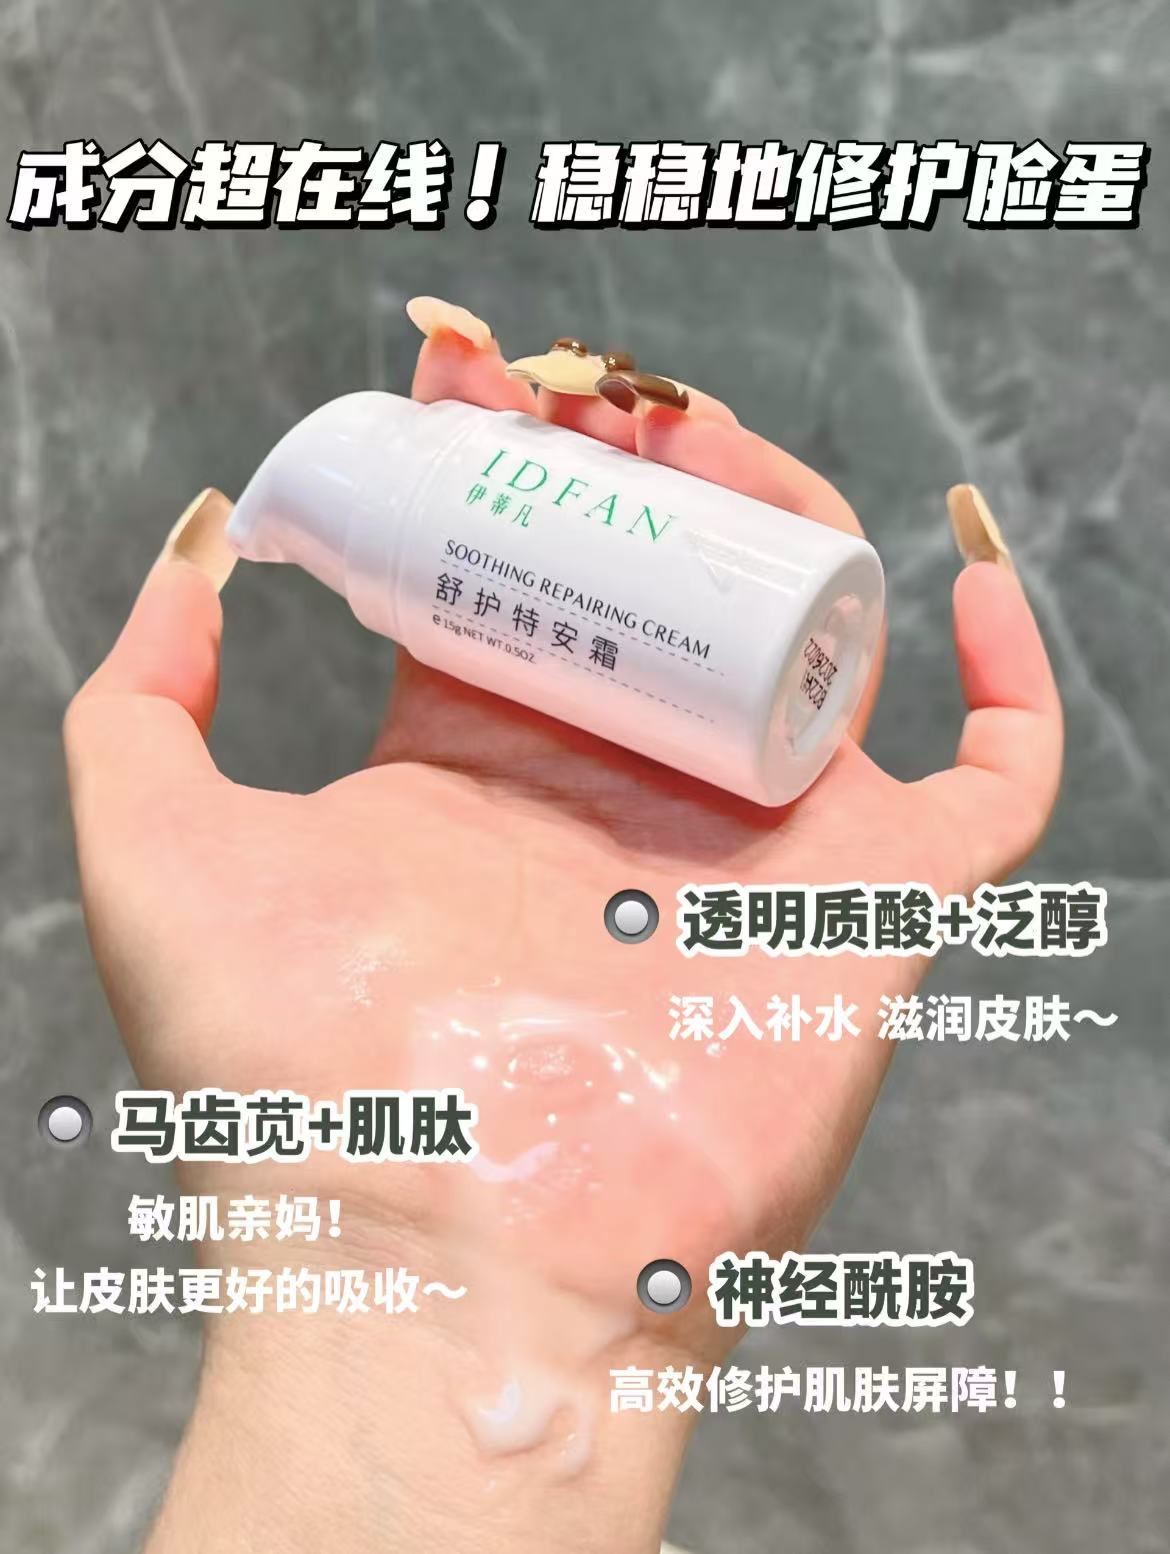 成分超在线！稳稳地修护脸蛋
IDFAN
伊蒂凡
SOOTHING REPAIRING CREAM
舒护特安霜
e 15g NET WT.0.5OZ.
20260122
B02ZH1
透明质酸+泛醇
深入补水 滋润皮肤～
马齿苋+肌肽
敏肌亲妈！
让皮肤更好的吸收～
神经酰胺
高效修护肌肤屏障！！